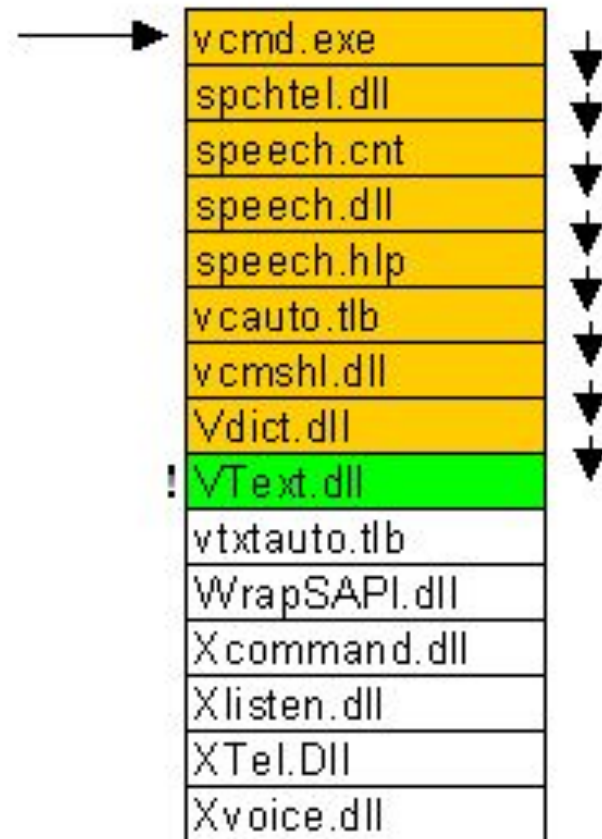 vcmd.exe
spchtel.dll
speech.cnt
speech.dll
speech.hlp
vcauto.tlb
vcmshl.dll
Vdict.dll
! VText.dll
vtxtauto.tlb
WrapSAPI.dll
Xcommand.dll
Xlisten.dll
XTel.Dll
Xvoice.dll